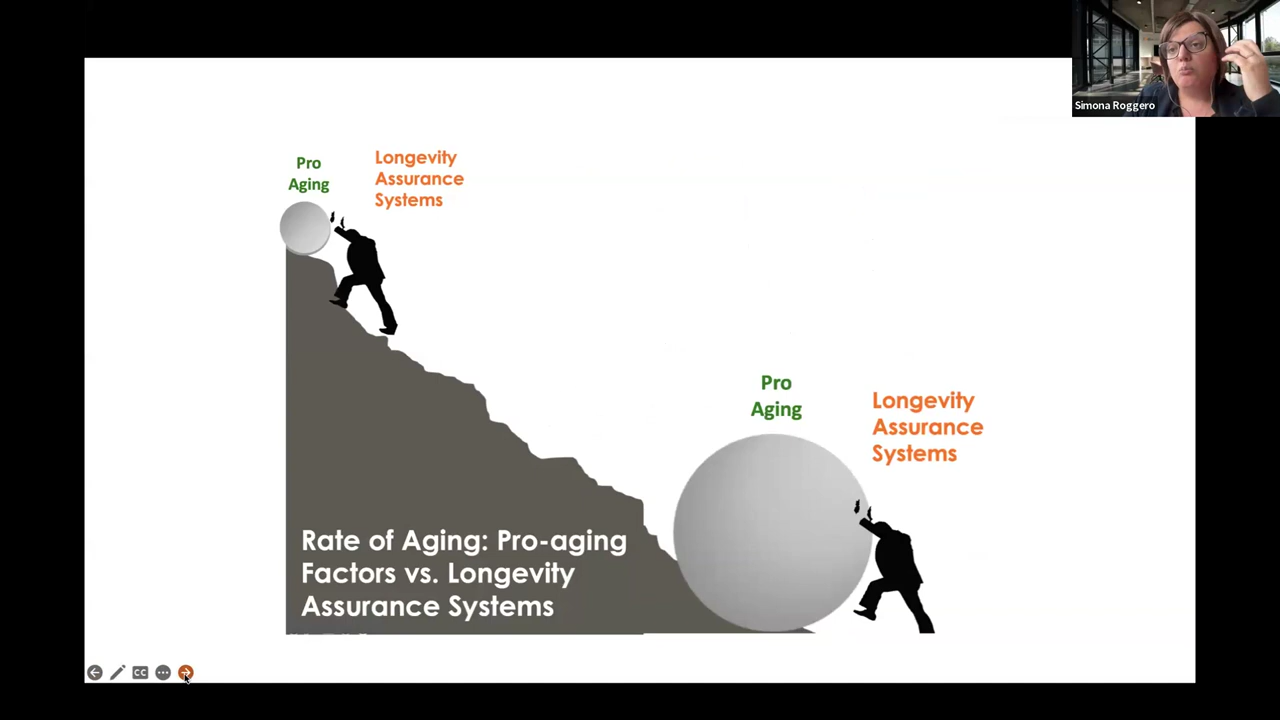 Simona Roggero
Pro
Aging
Longevity
Assurance
Systems
Pro
Aging
Longevity
Assurance
Systems
Rate of Aging: Pro-aging
Factors vs. Longevity
Assurance Systems
CC